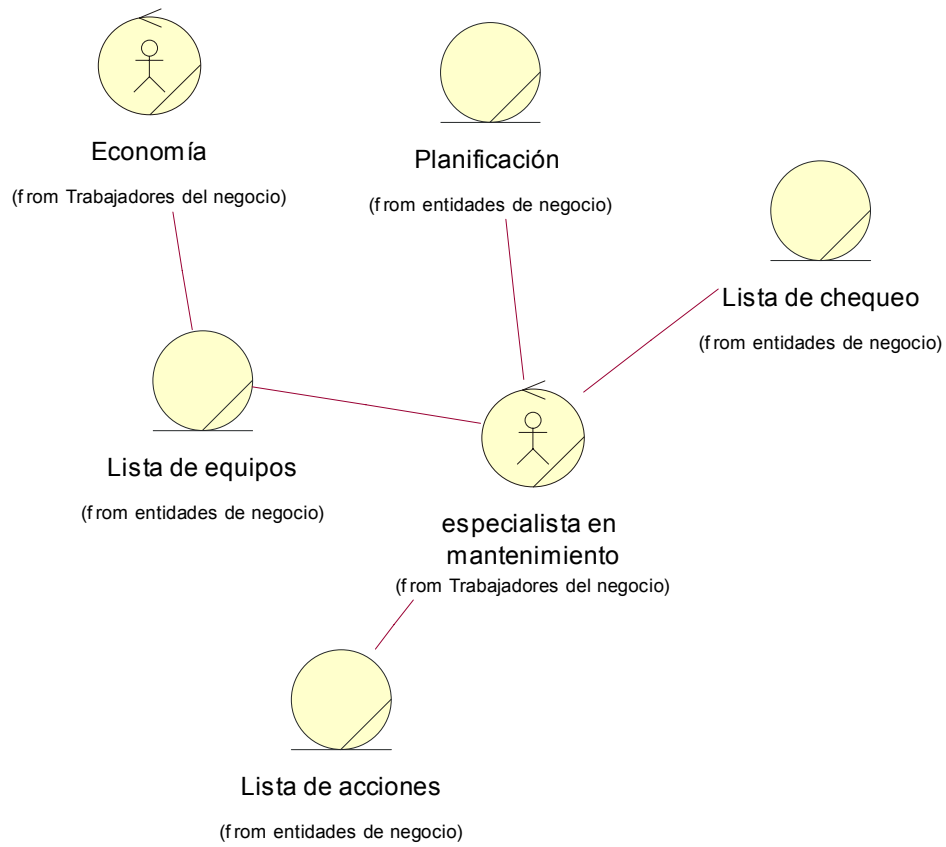 Economía
(from Trabajadores del negocio)
Planificación
(from entidades de negocio)
Lista de chequeo
(from entidades de negocio)
Lista de equipos
(from entidades de negocio)
especialista en
mantenimiento
(from Trabajadores del negocio)
Lista de acciones
(from entidades de negocio)